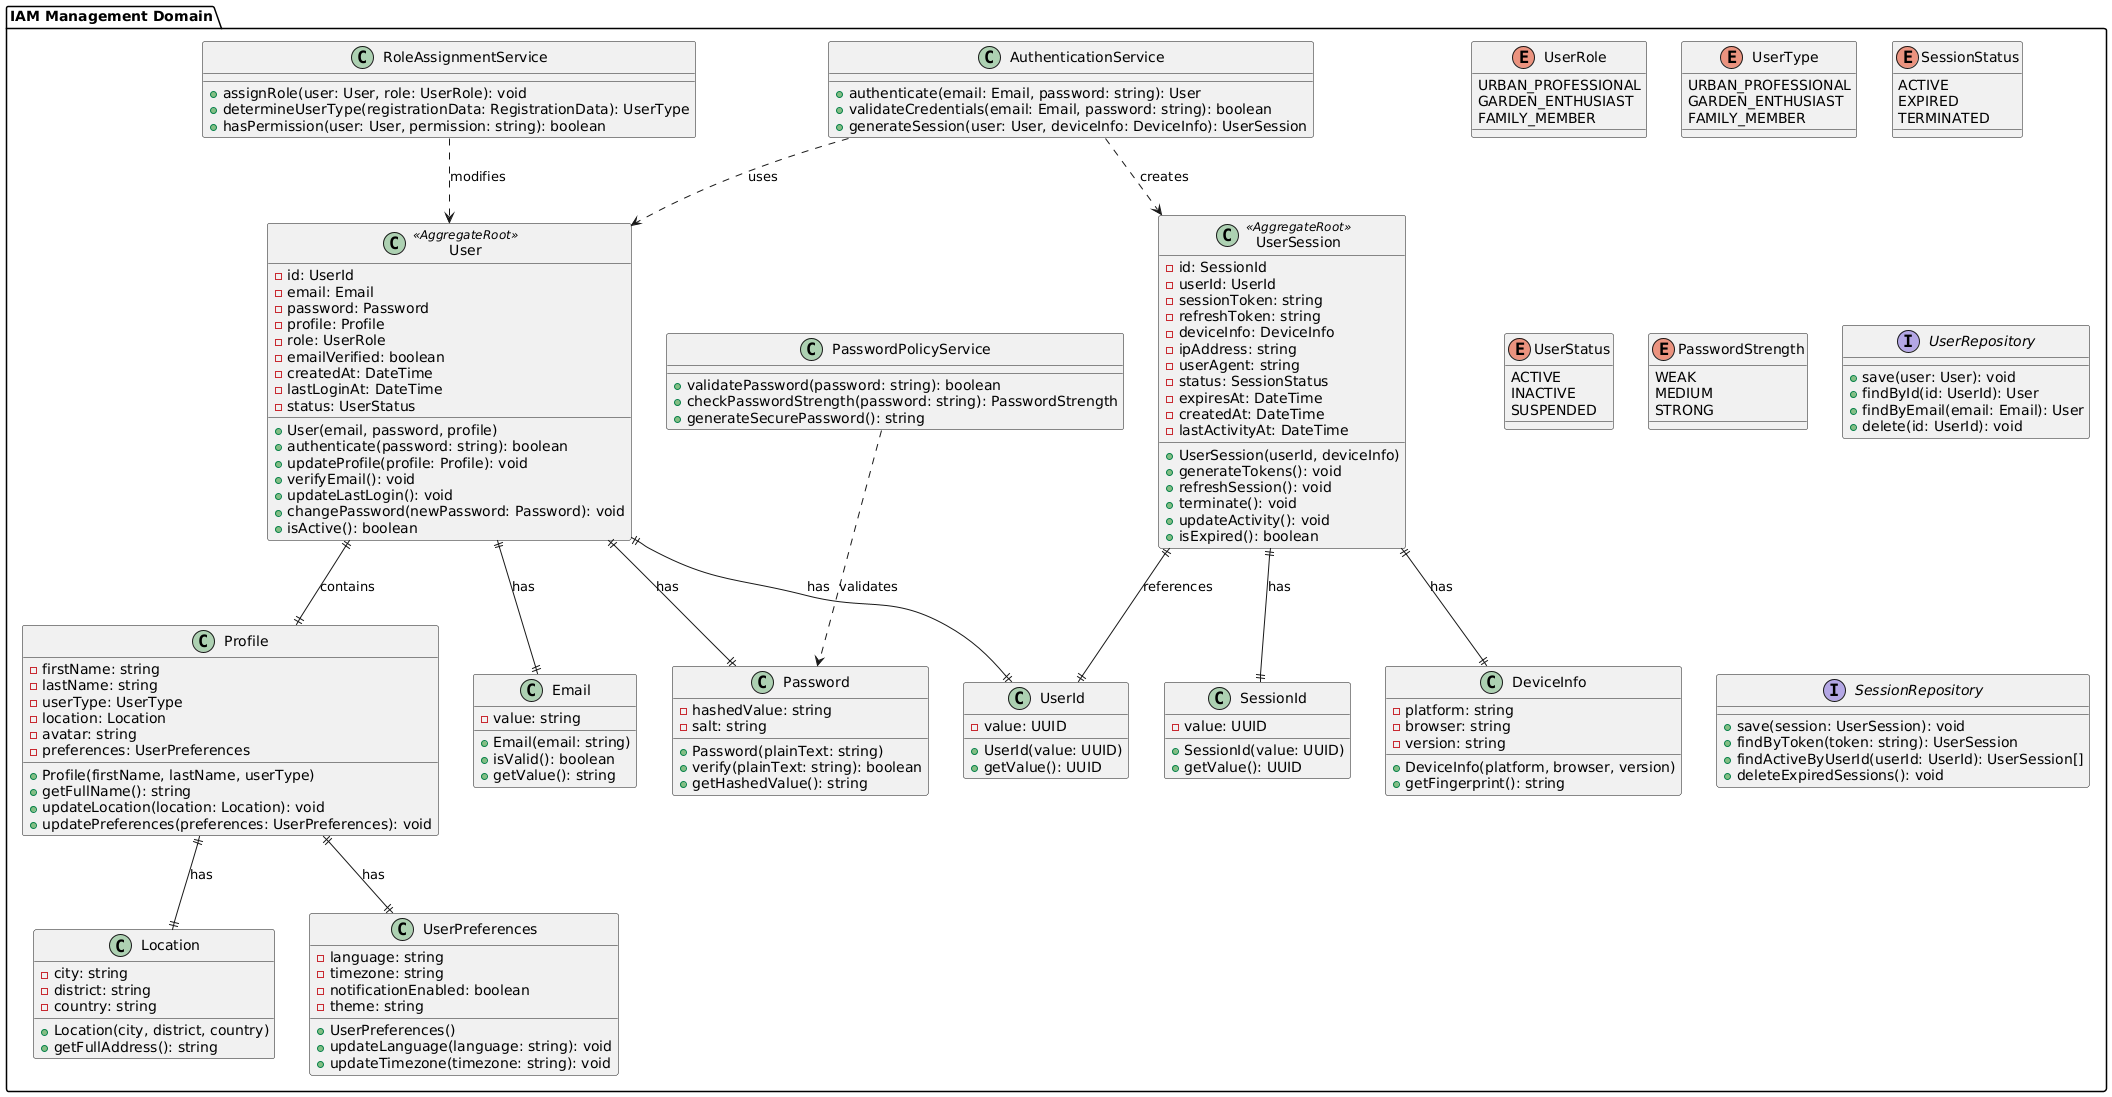 IAM Management Domain
C RoleAssignmentService
assignRole(user: User, role: UserRole): void
determineUserType(registrationData: RegistrationData): UserType
hasPermission(user: User, permission: string): boolean
C AuthenticationService
authenticate(email: Email, password: string): User
validateCredentials(email: Email, password: string): boolean
generateSession(user: User, deviceInfo: DeviceInfo): UserSession
E UserRole
URBAN_PROFESSIONAL
GARDEN_ENTHUSIAST
FAMILY_MEMBER
E UserType
URBAN_PROFESSIONAL
GARDEN_ENTHUSIAST
FAMILY_MEMBER
E SessionStatus
ACTIVE
EXPIRED
TERMINATED
modifies
uses
creates
C «AggregateRoot»
User
id: UserId
email: Email
password: Password
profile: Profile
role: UserRole
emailVerified: boolean
createdAt: DateTime
lastLoginAt: DateTime
status: UserStatus
User(email, password, profile)
authenticate(password: string): boolean
updateProfile(profile: Profile): void
verifyEmail(): void
updateLastLogin(): void
changePassword(newPassword: Password): void
isActive(): boolean
C PasswordPolicyService
validatePassword(password: string): boolean
checkPasswordStrength(password: string): PasswordStrength
generateSecurePassword(): string
C «AggregateRoot»
UserSession
id: SessionId
userId: UserId
sessionToken: string
refreshToken: string
deviceInfo: DeviceInfo
ipAddress: string
userAgent: string
status: SessionStatus
expiresAt: DateTime
createdAt: DateTime
lastActivityAt: DateTime
UserSession(userId, deviceInfo)
generateTokens(): void
refreshSession(): void
terminate(): void
updateActivity(): void
isExpired(): boolean
E UserStatus
ACTIVE
INACTIVE
SUSPENDED
E PasswordStrength
WEAK
MEDIUM
STRONG
I UserRepository
save(user: User): void
findById(id: UserId): User
findByEmail(email: Email): User
delete(id: UserId): void
contains
has
has
has
validates
references
has
has
C Profile
firstName: string
lastName: string
userType: UserType
location: Location
avatar: string
preferences: UserPreferences
Profile(firstName, lastName, userType)
getFullName(): string
updateLocation(location: Location): void
updatePreferences(preferences: UserPreferences): void
C Email
value: string
Email(email: string)
isValid(): boolean
getValue(): string
C Password
hashedValue: string
salt: string
Password(plainText: string)
verify(plainText: string): boolean
getHashedValue(): string
C UserId
value: UUID
UserId(value: UUID)
getValue(): UUID
C SessionId
value: UUID
SessionId(value: UUID)
getValue(): UUID
C DeviceInfo
platform: string
browser: string
version: string
DeviceInfo(platform, browser, version)
getFingerprint(): string
I SessionRepository
save(session: UserSession): void
findByToken(token: string): UserSession
findActiveByUserId(userId: UserId): UserSession[]
deleteExpiredSessions(): void
has
has
C Location
city: string
district: string
country: string
Location(city, district, country)
getFullAddress(): string
C UserPreferences
language: string
timezone: string
notificationEnabled: boolean
theme: string
UserPreferences()
updateLanguage(language: string): void
updateTimezone(timezone: string): void